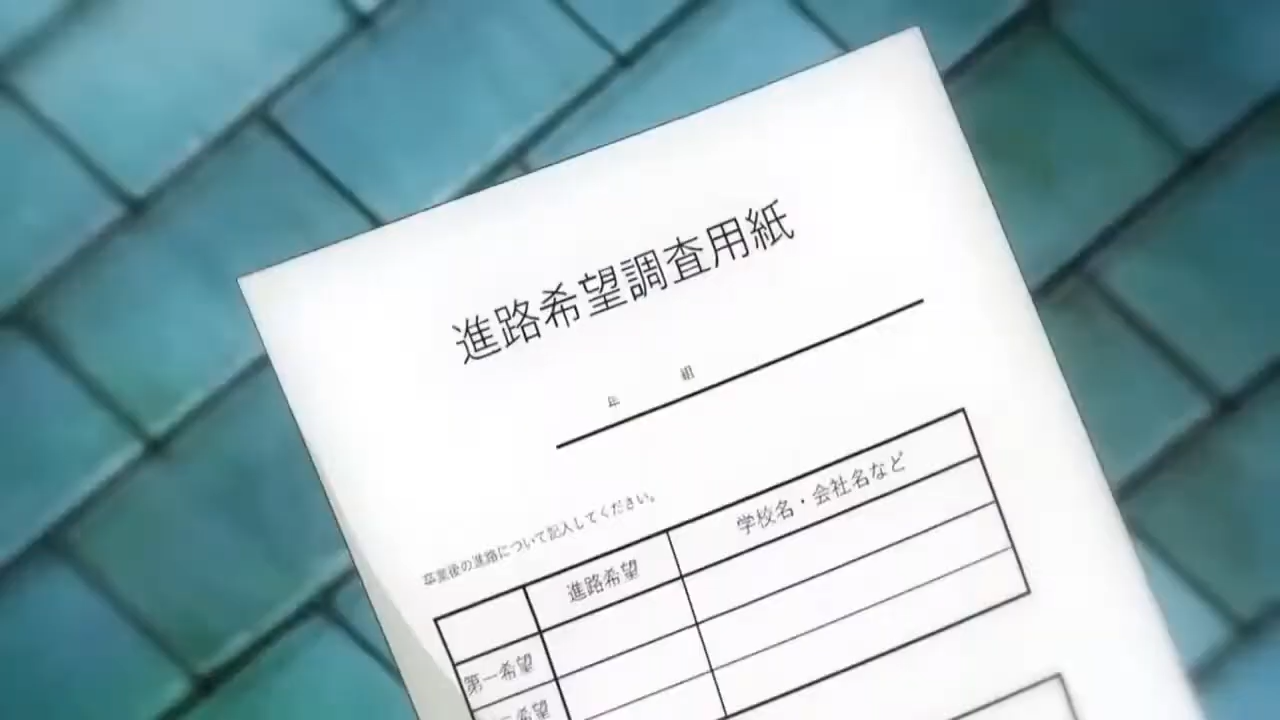 進路希望調査用紙
年 組
卒業後の進路について記入してください。
進路希望 学校名・会社名など
第一希望
希望